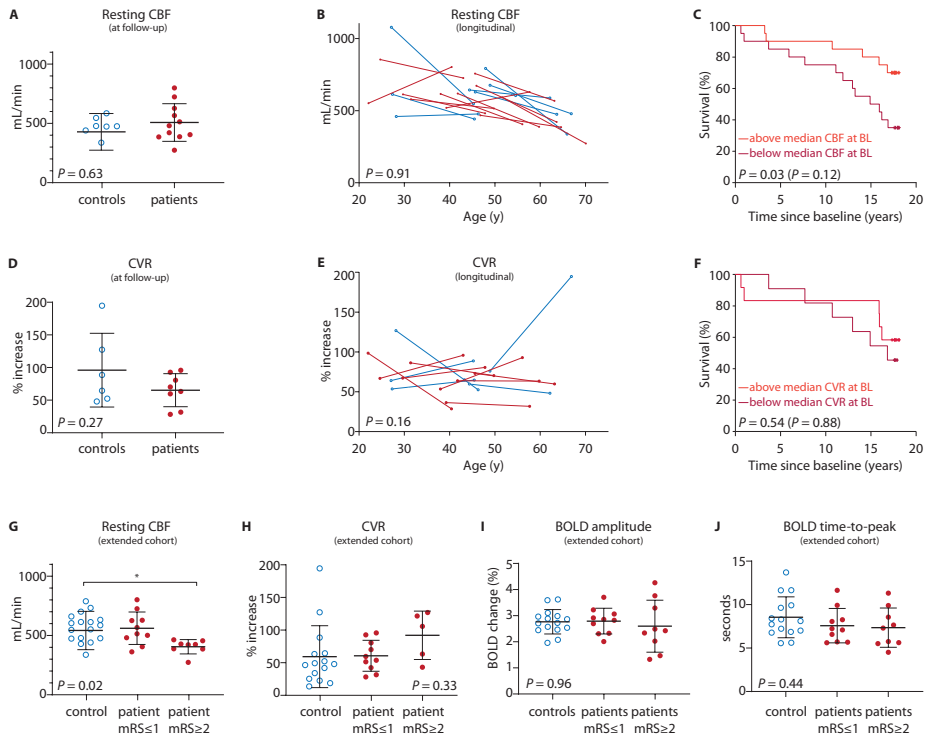 A
Resting CBF
(at follow-up)
mL/min
1000
500
0
P = 0.63
controls
patients
B
Resting CBF
(longitudinal)
mL/min
1000
500
0
P = 0.91
20 30 40 50 60 70
Age (y)
C
Survival (%)
100
80
60
40
20
0
above median CBF at BL
below median CBF at BL
P = 0.03 (P = 0.12)
0 5 10 15 20
Time since baseline (years)
D
CVR
(at follow-up)
% increase
200
150
100
50
0
P = 0.27
controls
patients
E
CVR
(longitudinal)
% increase
200
150
100
50
0
P = 0.16
20 30 40 50 60 70
Age (y)
F
Survival (%)
100
80
60
40
20
0
above median CVR at BL
below median CVR at BL
P = 0.54 (P = 0.88)
0 5 10 15 20
Time since baseline (years)
G
Resting CBF
(extended cohort)
mL/min
1000
500
0
*
P = 0.02
control
patient
mRS≤1
patient
mRS≥2
H
CVR
(extended cohort)
% increase
200
150
100
50
0
P = 0.33
control
patient
mRS≤1
patient
mRS≥2
I
BOLD amplitude
(extended cohort)
BOLD change (%)
5
4
3
2
1
0
P = 0.96
controls
patients
mRS≤1
patients
mRS≥2
J
BOLD time-to-peak
(extended cohort)
seconds
15
10
5
0
P = 0.44
control
patients
mRS≤1
patients
mRS≥2